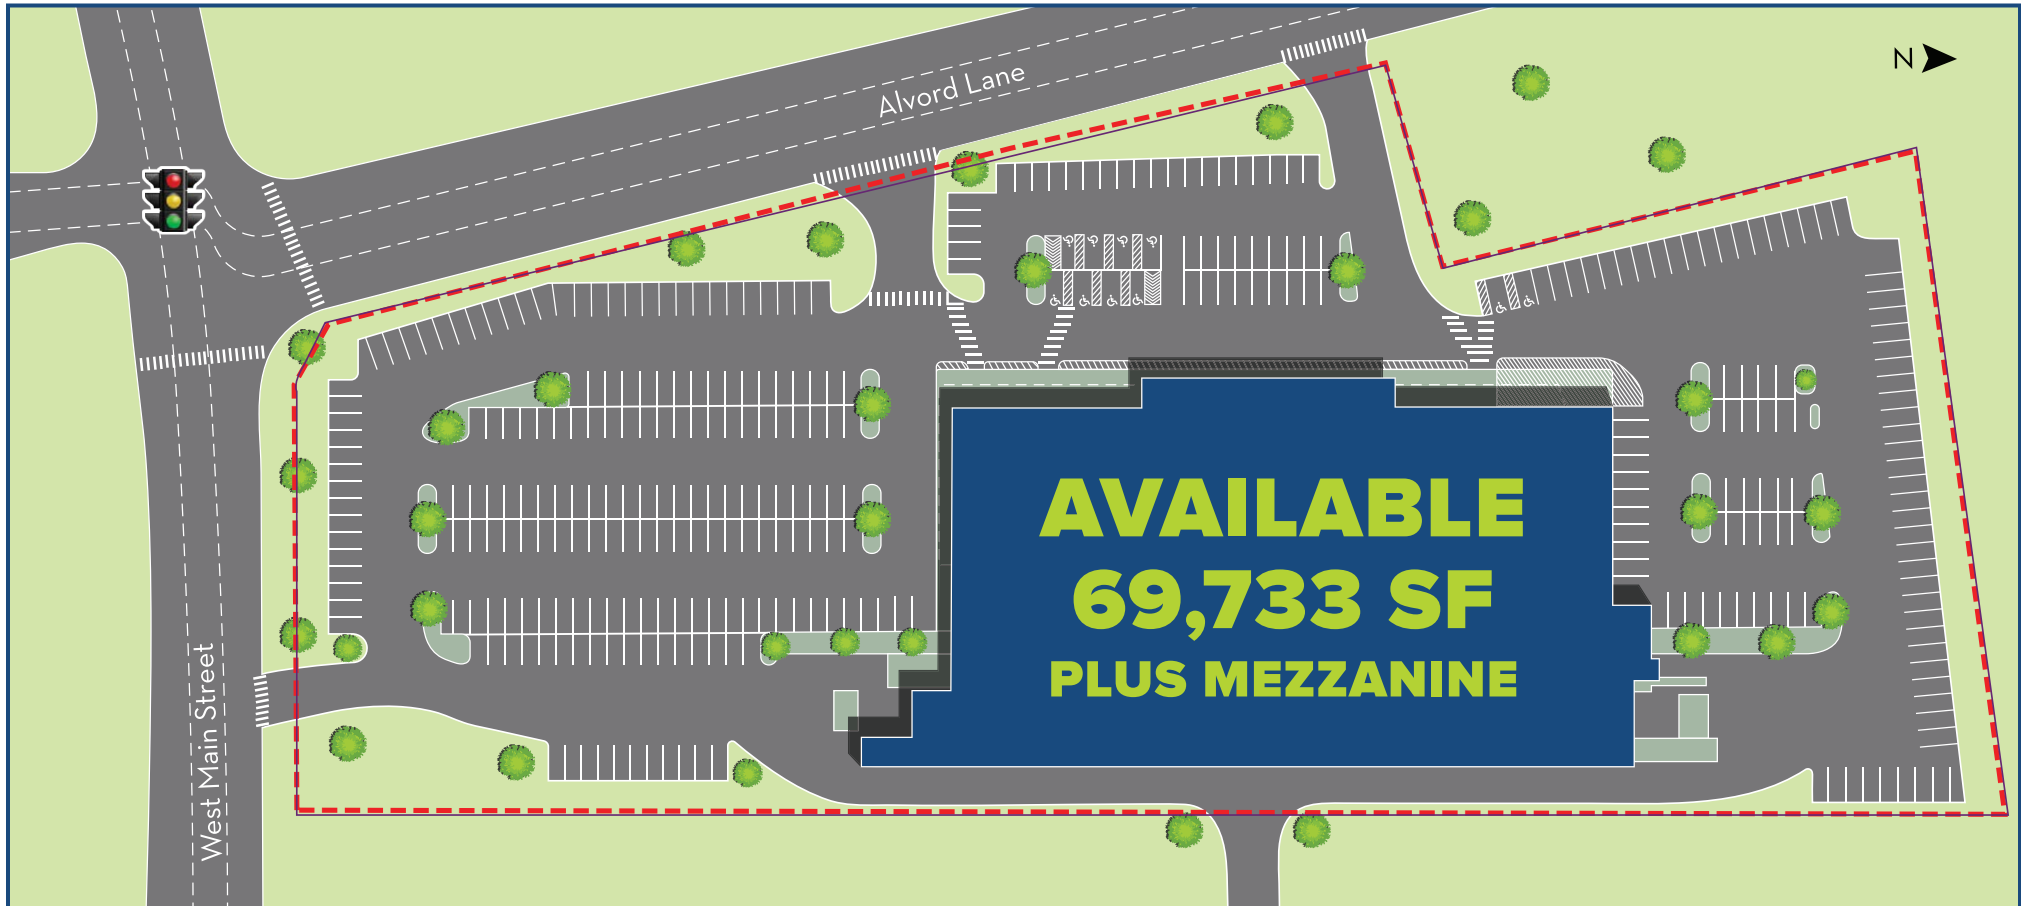 N
Alvord Lane
AVAILABLE
69,733 SF
PLUS MEZZANINE
West Main Street